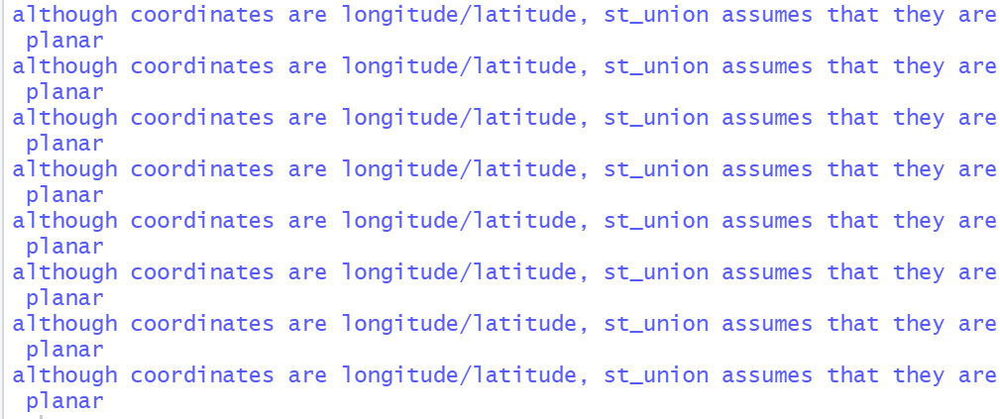 although coordinates are longitude/latitude, st_union assumes that they are
planar
although coordinates are longitude/latitude, st_union assumes that they are
planar
although coordinates are longitude/latitude, st_union assumes that they are
planar
although coordinates are longitude/latitude, st_union assumes that they are
planar
although coordinates are longitude/latitude, st_union assumes that they are
planar
although coordinates are longitude/latitude, st_union assumes that they are
planar
although coordinates are longitude/latitude, st_union assumes that they are
planar
although coordinates are longitude/latitude, st_union assumes that they are
planar